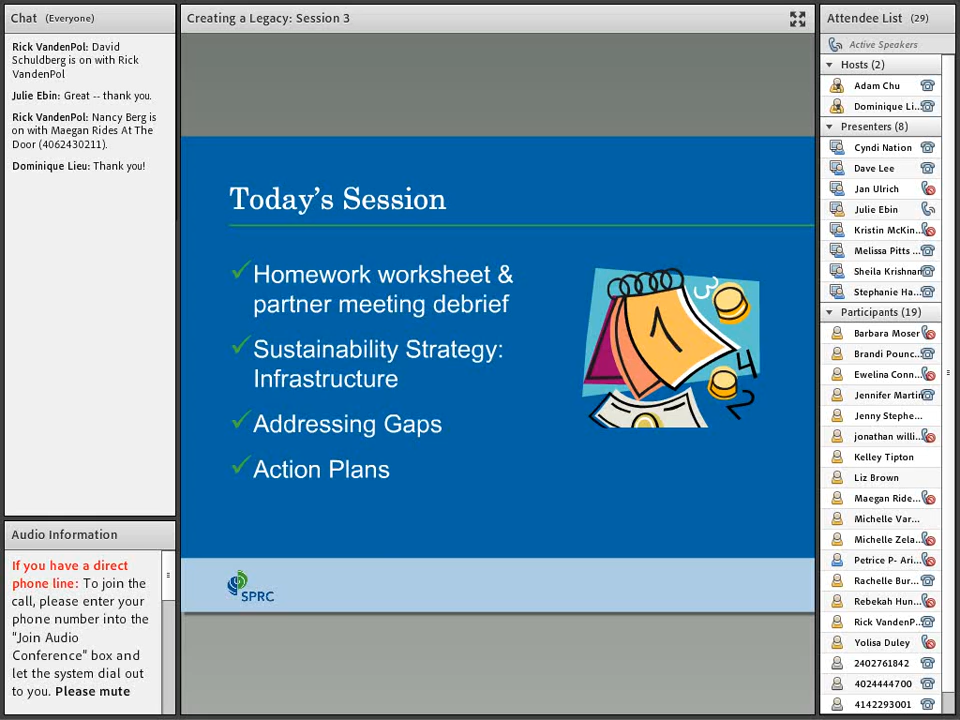 Chat (Everyone)
Rick VandenPol: David
Schuldberg is on with Rick
VandenPol
Julie Ebin: Great -- thank you.
Rick VandenPol: Nancy Berg is
on with Maegan Rides At The
Door (4062430211).
Dominique Lieu: Thank you!
Audio Information
If you have a direct
phone line: To join the
call, please enter your
phone number into the
"Join Audio
Conference" box and
let the system dial out
to you. Please mute
Creating a Legacy: Session 3
Today's Session
Homework worksheet &
partner meeting debrief
Sustainability Strategy:
Infrastructure
Addressing Gaps
Action Plans
3
1
4
2
SPRC
Attendee List (29)
Active Speakers
Hosts (2)
Adam Chu
Dominique Li...
Presenters (8)
Cyndi Nation
Dave Lee
Jan Ulrich
Julie Ebin
Kristin McKin...
Melissa Pitts ...
Sheila Krishnan
Stephanie Ha...
Participants (19)
Barbara Moser
Brandi Pounc...
Ewelina Conn...
Jennifer Martin
Jenny Stephe...
jonathan willi...
Kelley Tipton
Liz Brown
Maegan Ride...
Michelle Var...
Michelle Zela...
Petrice P- Ari...
Rachelle Bur...
Rebekah Hun...
Rick VandenP...
Yolisa Duley
2402761842
4024444700
4142293001